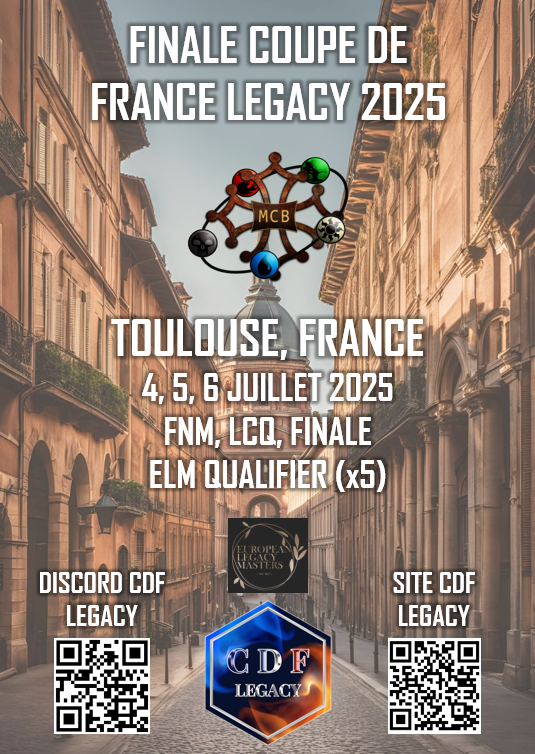 FINALE COUPE DE
FRANCE LEGACY 2025
MCB
TOULOUSE, FRANCE
4, 5, 6 JUILLET 2025
FNM, LCQ, FINALE
ELM QUALIFIER (x5)
EUROPEAN
LEGACY
MASTERS
DISCORD CDF
LEGACY
SITE CDF
LEGACY
CDF
LEGACY